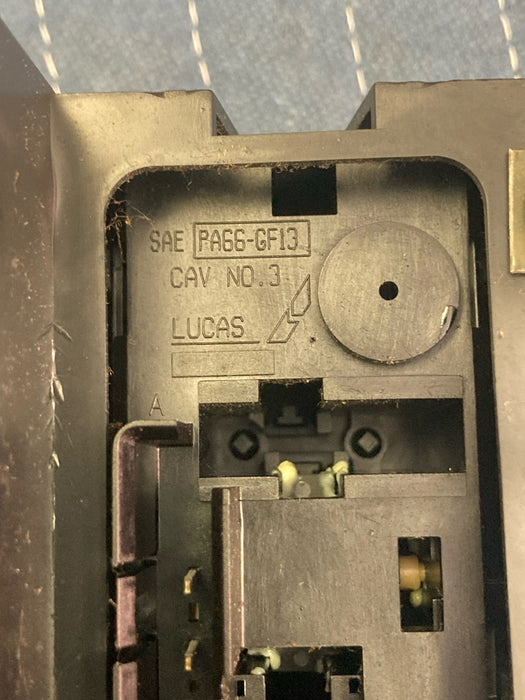 SAE PA66-GF13
CAV NO.3
LUCAS
A